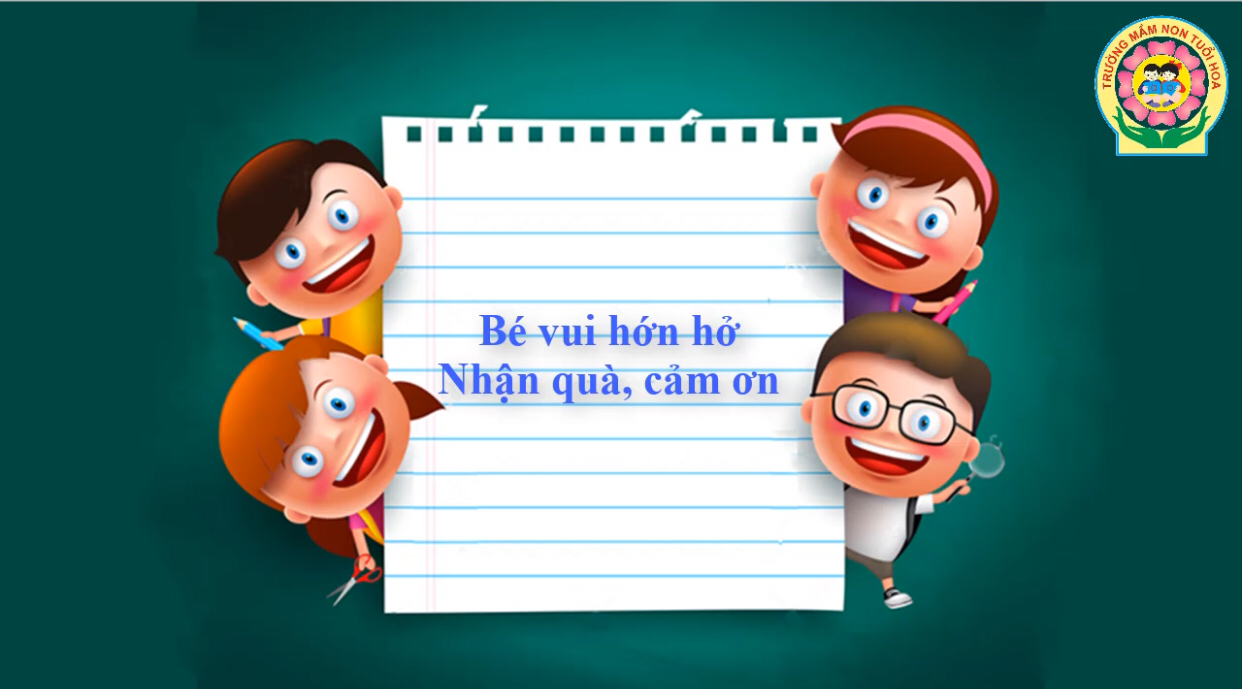 TRƯỜNG MẦM NON TUỔI HOA
Bé vui hớn hở
Nhận quà, cảm ơn